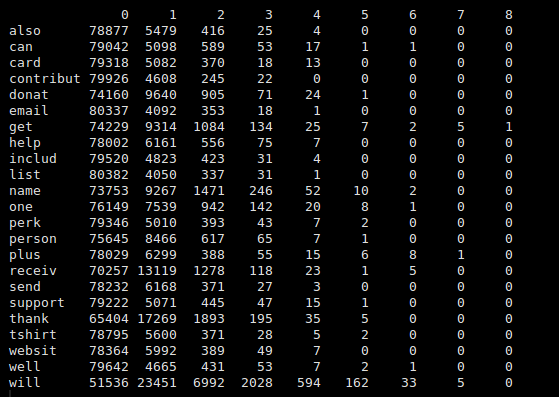 0 1 2 3 4 5 6 7 8
also 78877 5479 416 25 4 0 0 0 0
can 79042 5098 589 53 17 1 1 0 0
card 79318 5082 370 18 13 0 0 0 0
contribut 79926 4608 245 22 0 0 0 0 0
donat 74160 9640 905 71 24 1 0 0 0
email 80337 4092 353 18 1 0 0 0 0
get 74229 9314 1084 134 25 7 2 5 1
help 78002 6161 556 75 7 0 0 0 0
includ 79520 4823 423 31 4 0 0 0 0
list 80382 4050 337 31 1 0 0 0 0
name 73753 9267 1471 246 52 10 2 0 0
one 76149 7539 942 142 20 8 1 0 0
perk 79346 5010 393 43 7 2 0 0 0
person 75645 8466 617 65 7 1 0 0 0
plus 78029 6299 388 55 15 6 8 1 0
receiv 70257 13119 1278 118 23 1 5 0 0
send 78232 6168 371 27 3 0 0 0 0
support 79222 5071 445 47 15 1 0 0 0
thank 65404 17269 1893 195 35 5 0 0 0
tshirt 78795 5600 371 28 5 2 0 0 0
websit 78364 5992 389 49 7 0 0 0 0
well 79642 4665 431 53 7 2 1 0 0
will 51536 23451 6992 2028 594 162 33 5 0